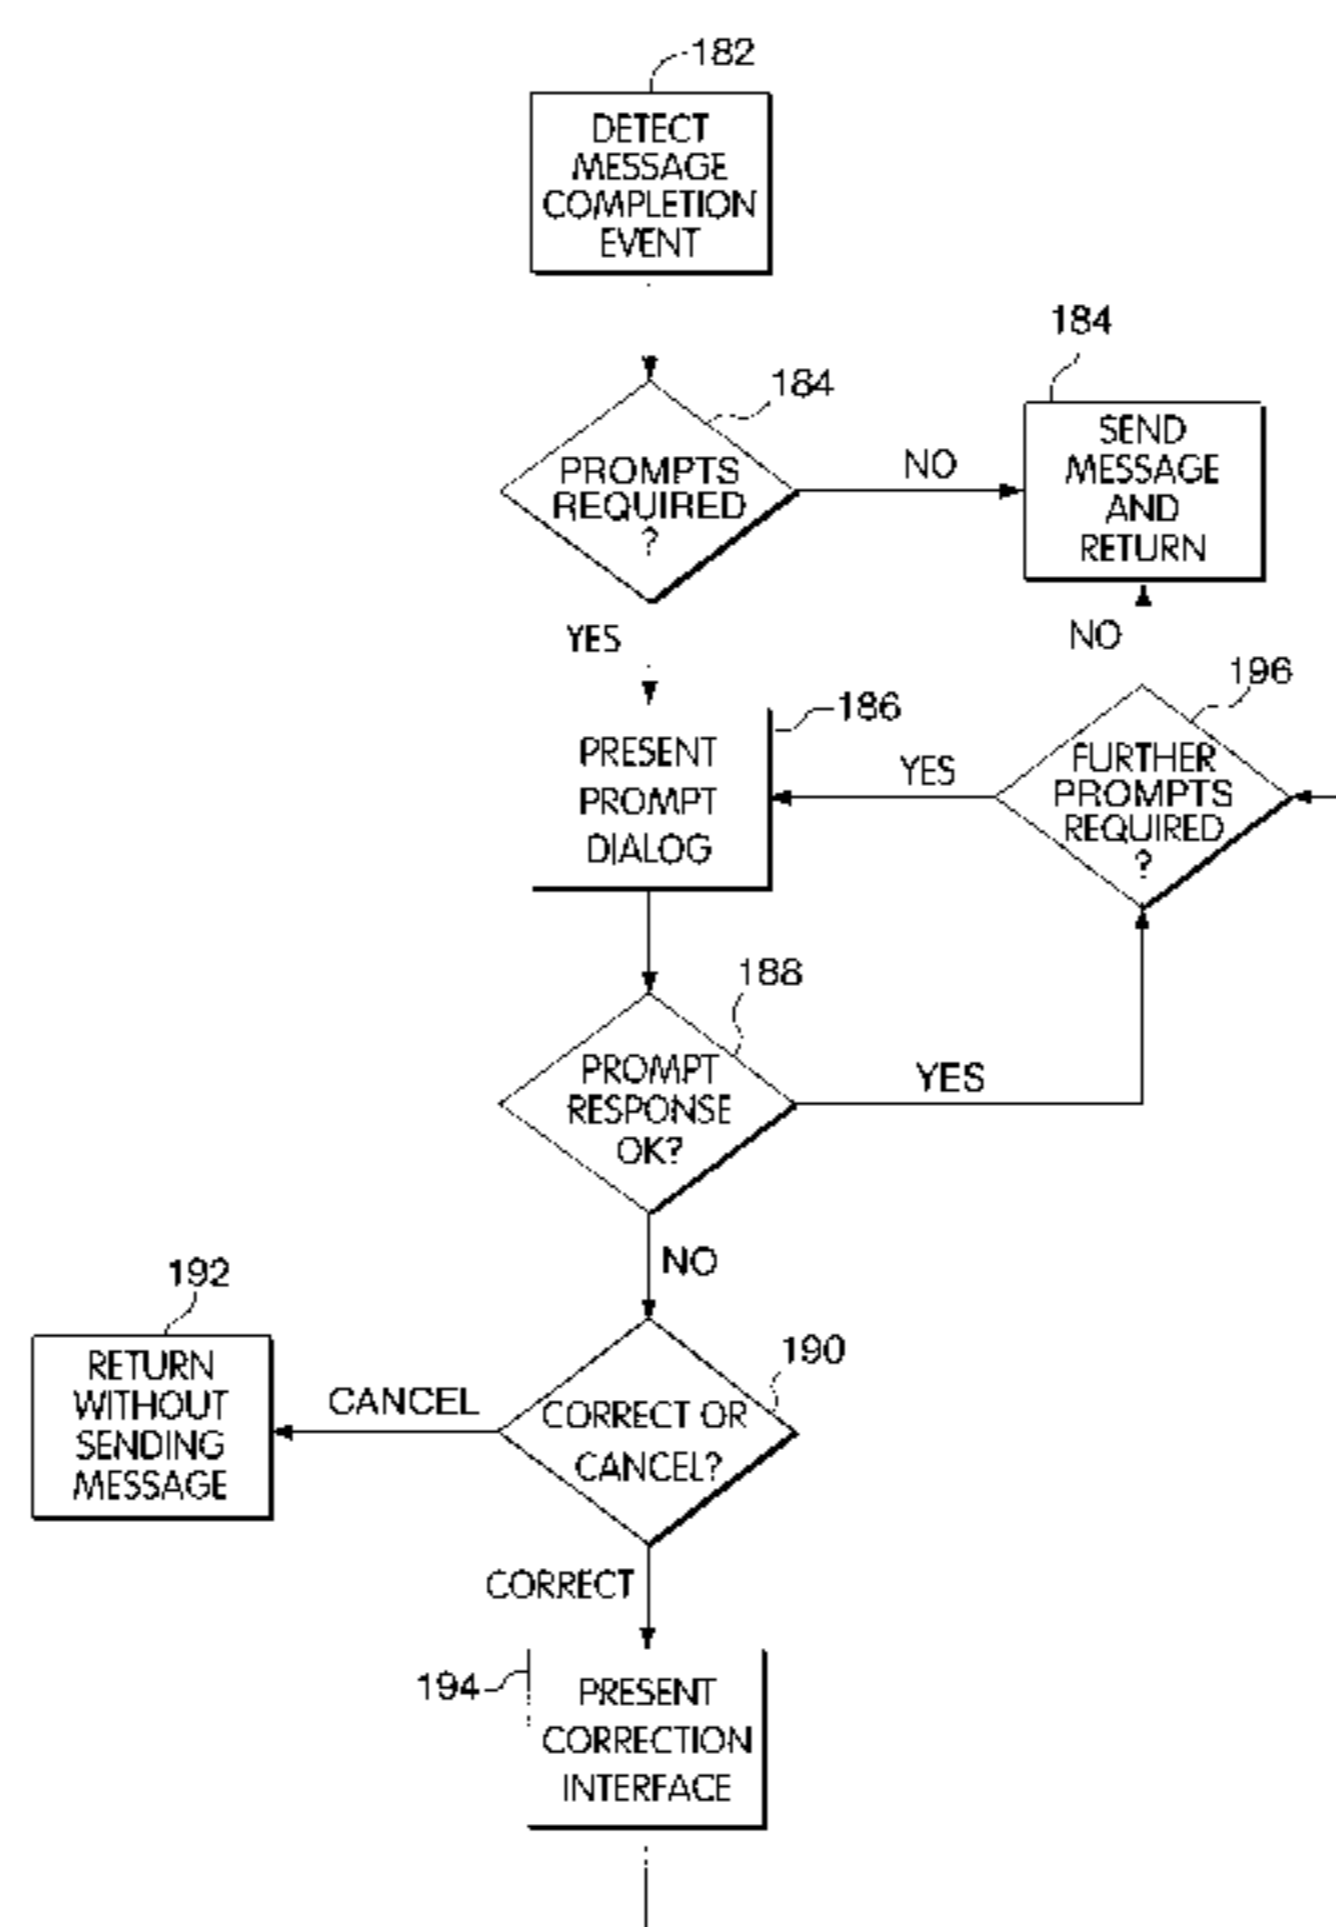 182
DETECT
MESSAGE
COMPLETION
EVENT
184
184
PROMPTS
REQUIRED
?
NO
SEND
MESSAGE
AND
RETURN
YES
NO
196
186
PRESENT
PROMPT
DIALOG
YES
FURTHER
PROMPTS
REQUIRED
?
188
PROMPT
RESPONSE
OK?
YES
NO
192
RETURN
WITHOUT
SENDING
MESSAGE
CANCEL
190
CORRECT OR
CANCEL?
CORRECT
194
PRESENT
CORRECTION
INTERFACE